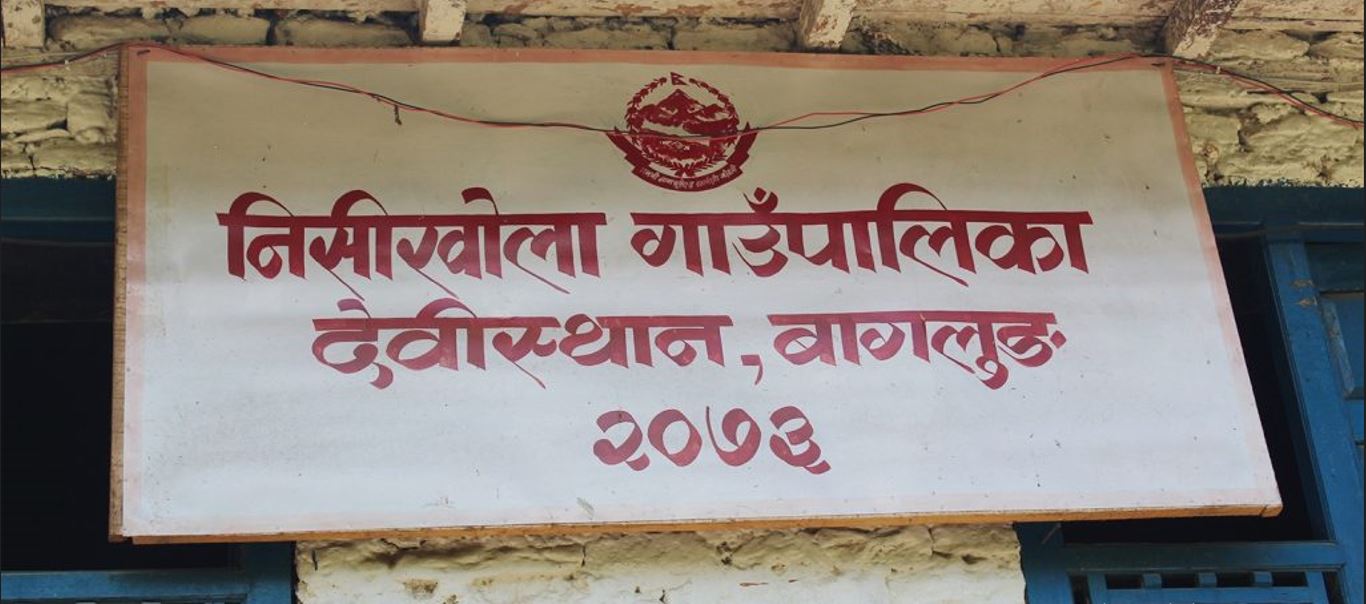 निसीखोला गाउँपालिका
देवीस्थान, बागलुङ
२०७३